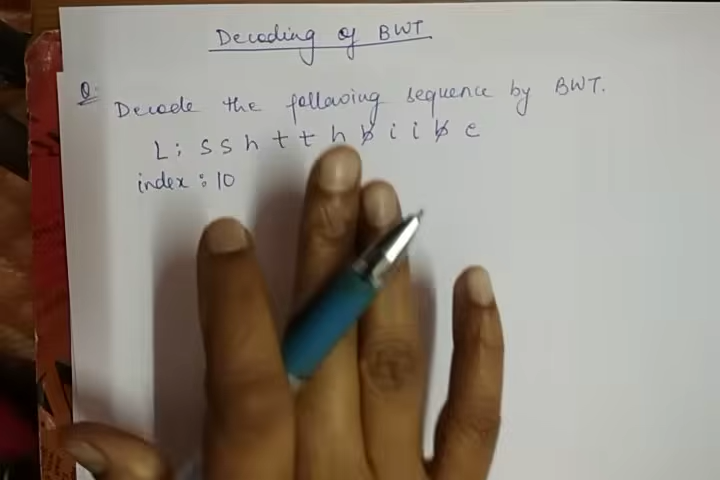 Decoding of BWT
Q: Decode the following sequence by BWT.
L: s s h t t h b̸ i i b̸ e
index : 10